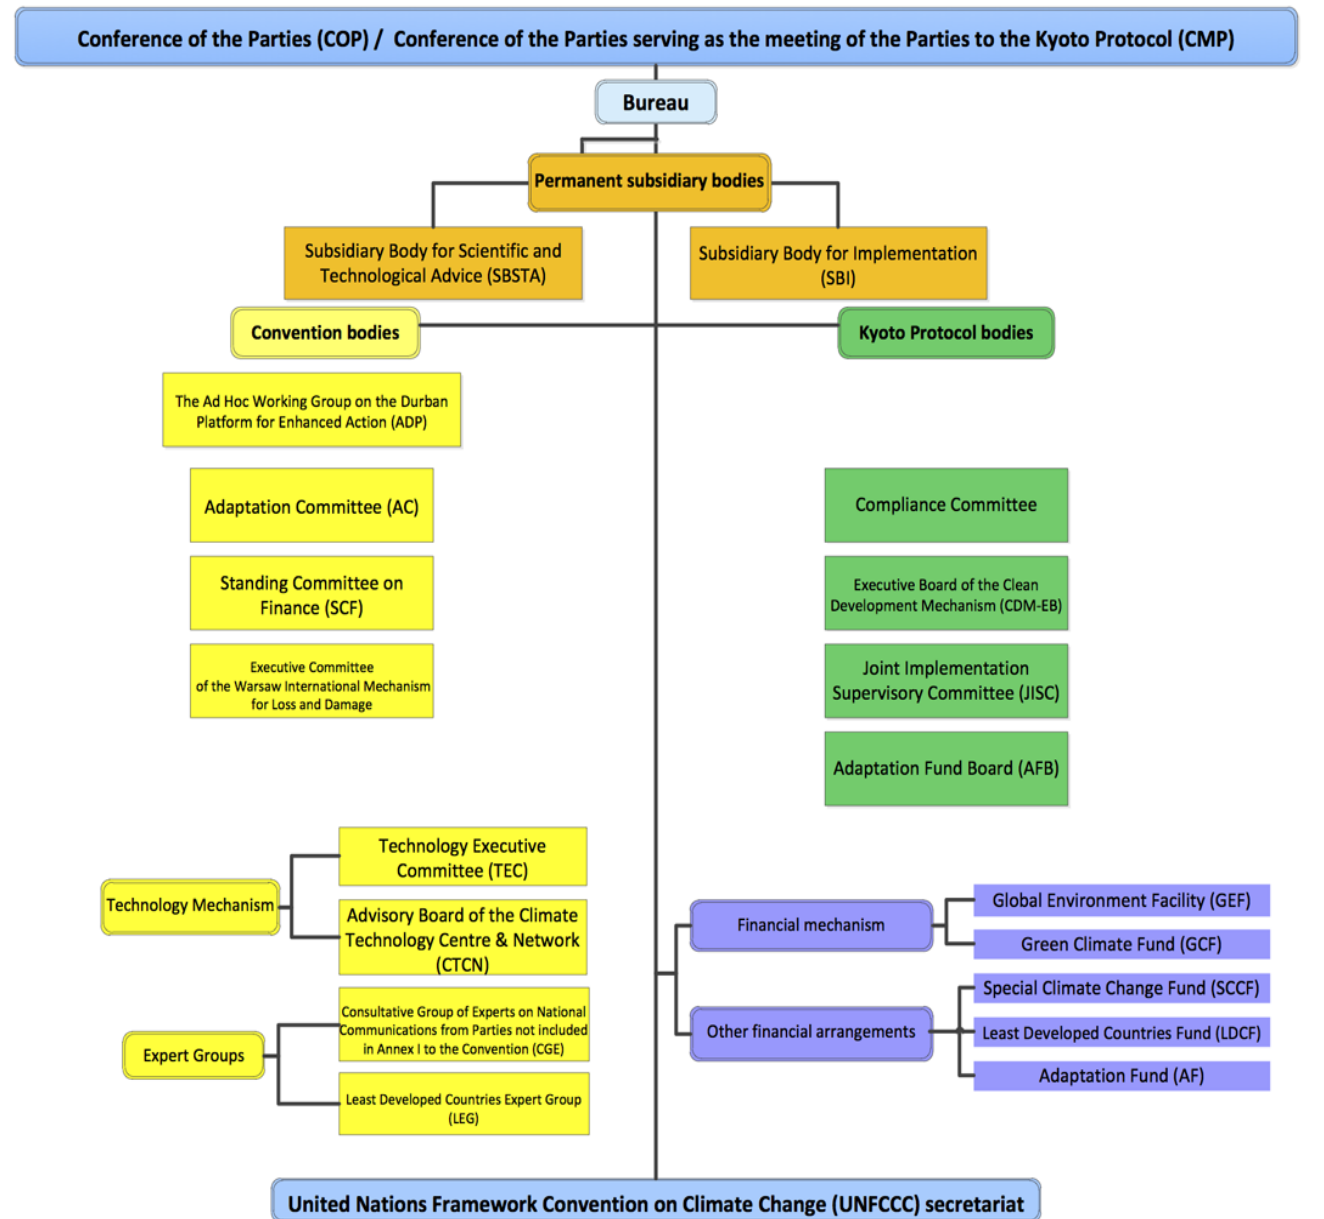 Conference of the Parties (COP) / Conference of the Parties serving as the meeting of the Parties to the Kyoto Protocol (CMP)
Bureau
Permanent subsidiary bodies
Subsidiary Body for Scientific and
Technological Advice (SBSTA)
Subsidiary Body for Implementation
(SBI)
Convention bodies
Kyoto Protocol bodies
The Ad Hoc Working Group on the Durban
Platform for Enhanced Action (ADP)
Adaptation Committee (AC)
Standing Committee on
Finance (SCF)
Executive Committee
of the Warsaw International Mechanism
for Loss and Damage
Compliance Committee
Executive Board of the Clean
Development Mechanism (CDM-EB)
Joint Implementation
Supervisory Committee (JISC)
Adaptation Fund Board (AFB)
Technology Mechanism
Technology Executive
Committee (TEC)
Advisory Board of the Climate
Technology Centre & Network
(CTCN)
Expert Groups
Consultative Group of Experts on National
Communications from Parties not included
in Annex I to the Convention (CGE)
Least Developed Countries Expert Group
(LEG)
Financial mechanism
Global Environment Facility (GEF)
Green Climate Fund (GCF)
Other financial arrangements
Special Climate Change Fund (SCCF)
Least Developed Countries Fund (LDCF)
Adaptation Fund (AF)
United Nations Framework Convention on Climate Change (UNFCCC) secretariat